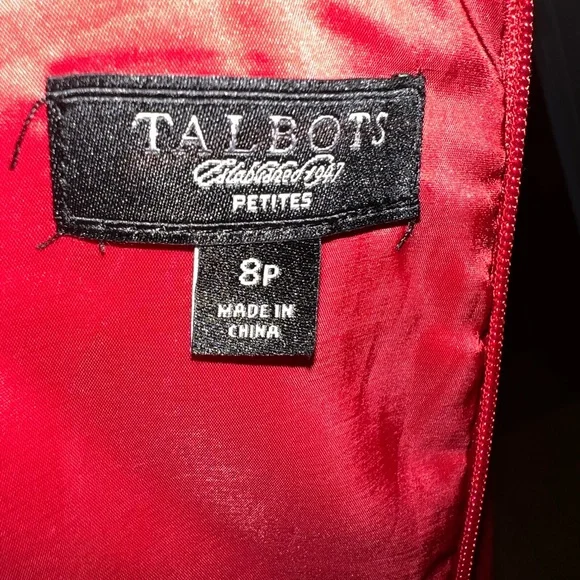 TALBOTS
Established 1947
PETITES
8P
MADE IN
CHINA